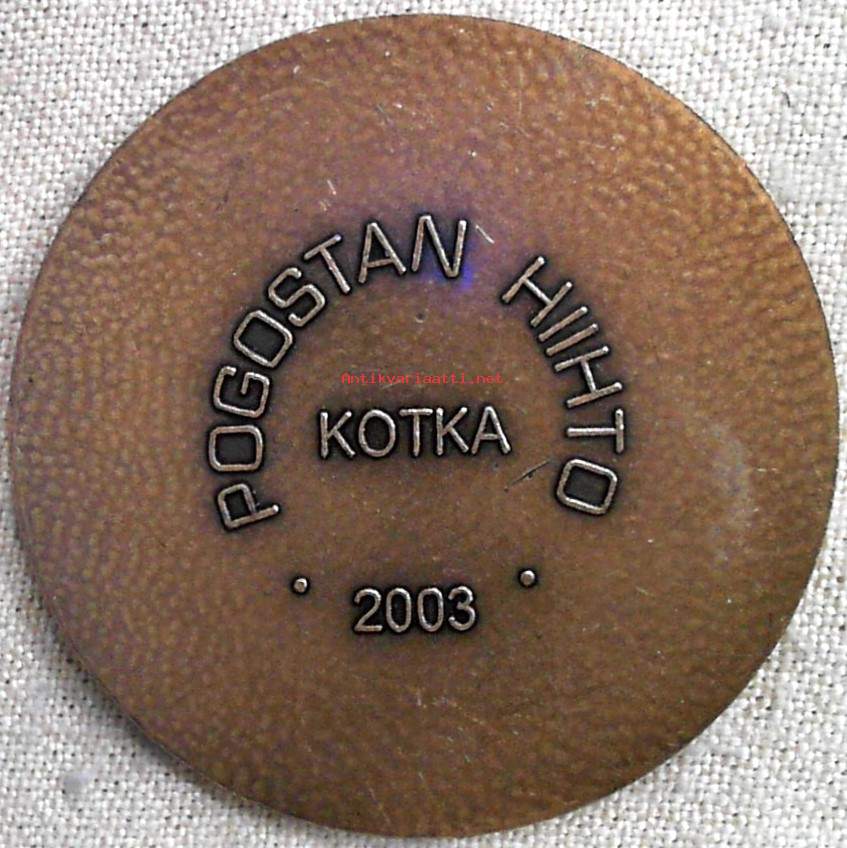 POGOSTAN HIIHTO
Antikvariaatti.net
KOTKA
• 2003 •